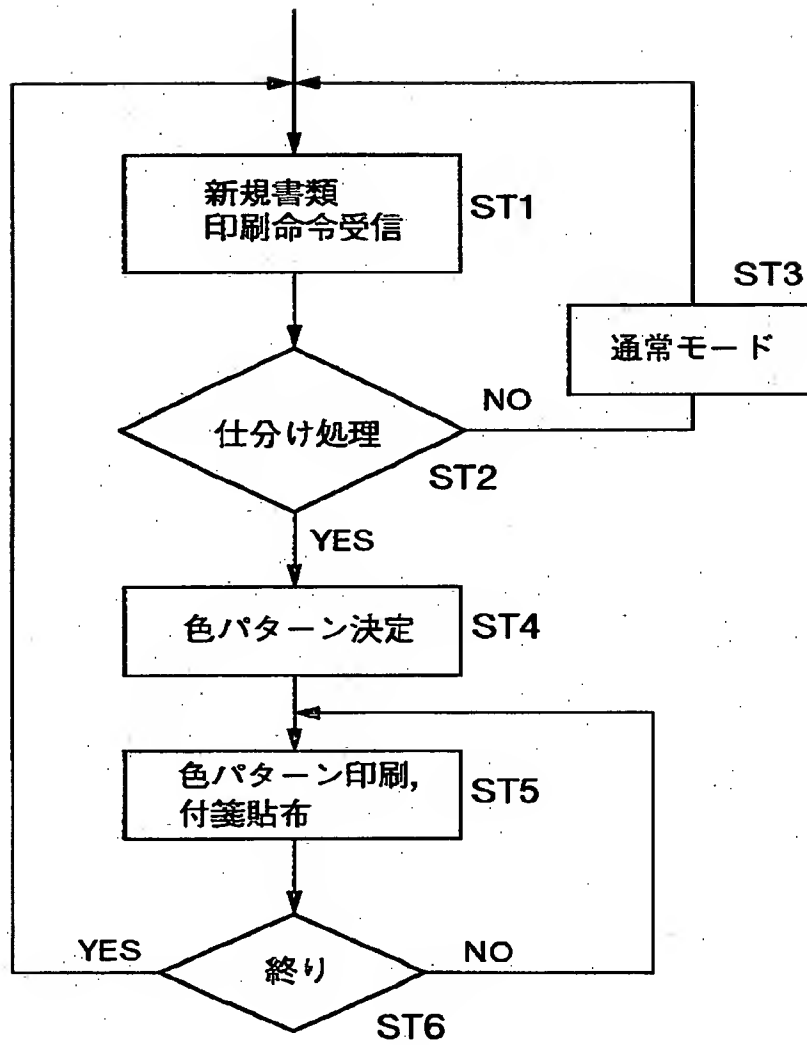 新規書類
印刷命令受信
ST1
ST3
通常モード
仕分け処理
NO
ST2
YES
色パターン決定
ST4
色パターン印刷,
付箋貼布
ST5
YES
終り
NO
ST6